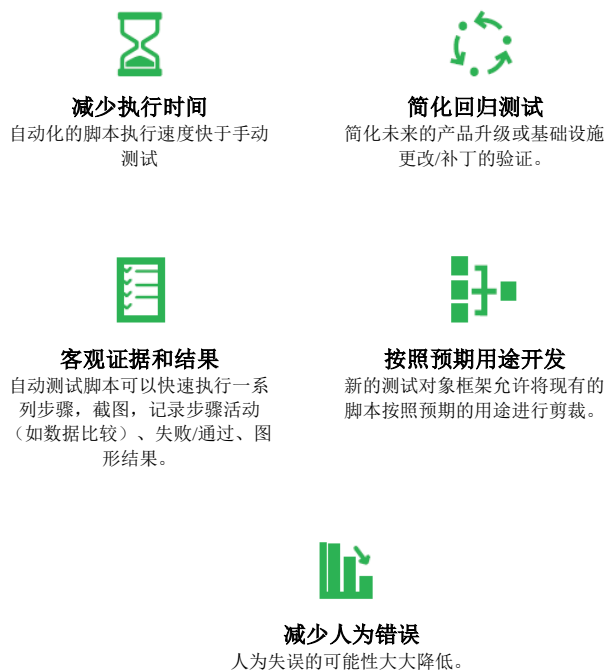 减少执行时间
自动化的脚本执行速度快于手动
测试
简化回归测试
简化未来的产品升级或基础设施
更改/补丁的验证。
客观证据和结果
自动测试脚本可以快速执行一系
列步骤，截图，记录步骤活动
（如数据比较）、失败/通过、图
形结果。
按照预期用途开发
新的测试对象框架允许将现有的
脚本按照预期的用途进行剪裁。
减少人为错误
人为失误的可能性大大降低。